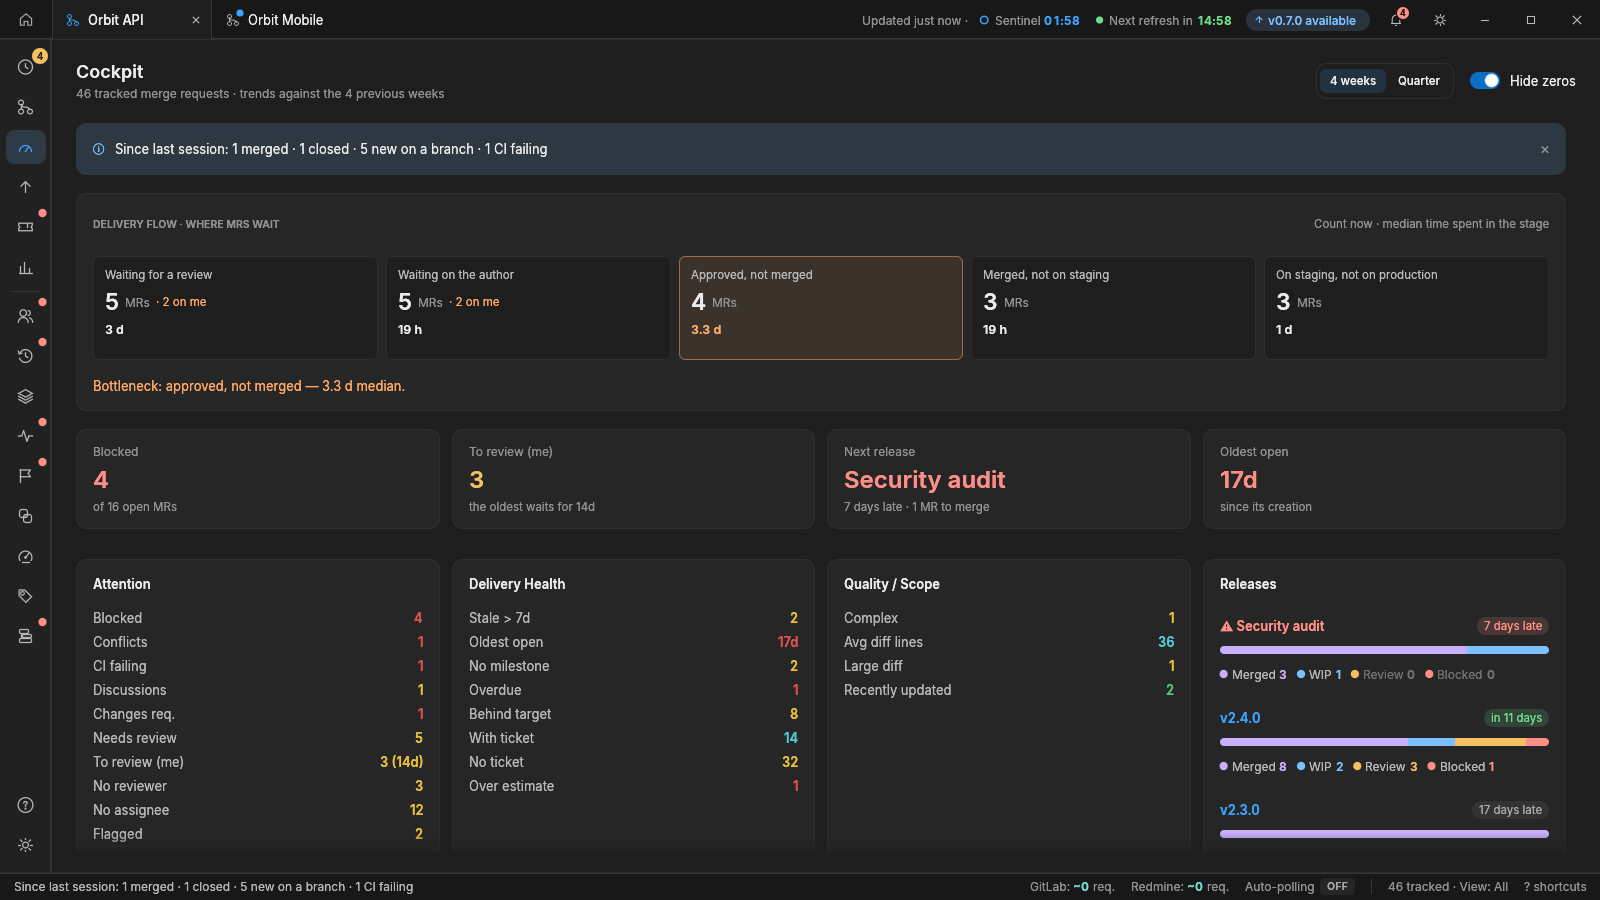 Orbit API
Orbit Mobile
Updated just now · Sentinel 01:58 Next refresh in 14:58 ↑ v0.7.0 available 4
4
Cockpit
46 tracked merge requests · trends against the 4 previous weeks
4 weeks Quarter Hide zeros
Since last session: 1 merged · 1 closed · 5 new on a branch · 1 CI failing
DELIVERY FLOW · WHERE MRS WAIT
Count now · median time spent in the stage
Waiting for a review
5 MRs · 2 on me
3 d
Waiting on the author
5 MRs · 2 on me
19 h
Approved, not merged
4 MRs
3.3 d
Merged, not on staging
3 MRs
19 h
On staging, not on production
3 MRs
1 d
Bottleneck: approved, not merged — 3.3 d median.
Blocked
4
of 16 open MRs
To review (me)
3
the oldest waits for 14d
Next release
Security audit
7 days late · 1 MR to merge
Oldest open
17d
since its creation
Attention
Blocked 4
Conflicts 1
CI failing 1
Discussions 1
Changes req. 1
Needs review 5
To review (me) 3 (14d)
No reviewer 3
No assignee 12
Flagged 2
Delivery Health
Stale > 7d 2
Oldest open 17d
No milestone 2
Overdue 1
Behind target 8
With ticket 14
No ticket 32
Over estimate 1
Quality / Scope
Complex 1
Avg diff lines 36
Large diff 1
Recently updated 2
Releases
Security audit 7 days late
Merged 3 WIP 1 Review 0 Blocked 0
v2.4.0 in 11 days
Merged 8 WIP 2 Review 3 Blocked 1
v2.3.0 17 days late
Since last session: 1 merged · 1 closed · 5 new on a branch · 1 CI failing
GitLab: ~0 req. Redmine: ~0 req. Auto-polling OFF 46 tracked · View: All ? shortcuts